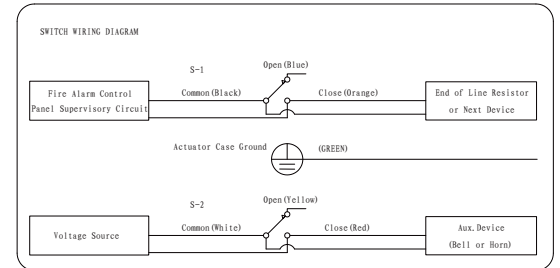 SWITCH WIRING DIAGRAM
S-1
Open(Blue)
Fire Alarm Control
Panel Supervisory Circuit
Common(Black)
Close(Orange)
End of Line Resistor
or Next Device
Actuator Case Ground
(GREEN)
S-2
Open(Yellow)
Voltage Source
Common(White)
Close(Red)
Aux.Device
(Bell or Horn)